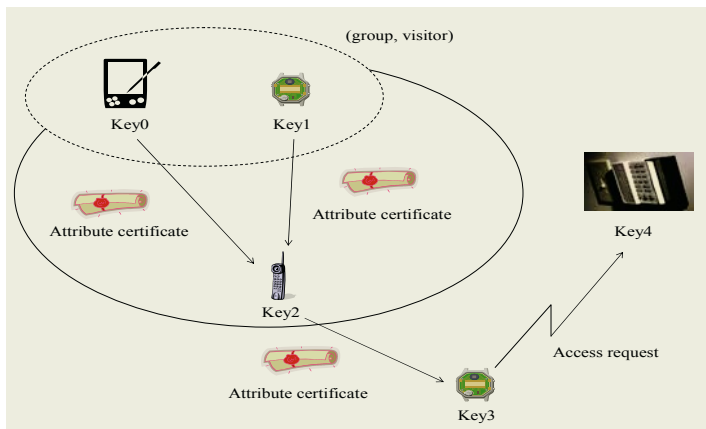 (group, visitor)
Key0
Key1
Attribute certificate
Attribute certificate
Key4
Key2
Access request
Attribute certificate
Key3